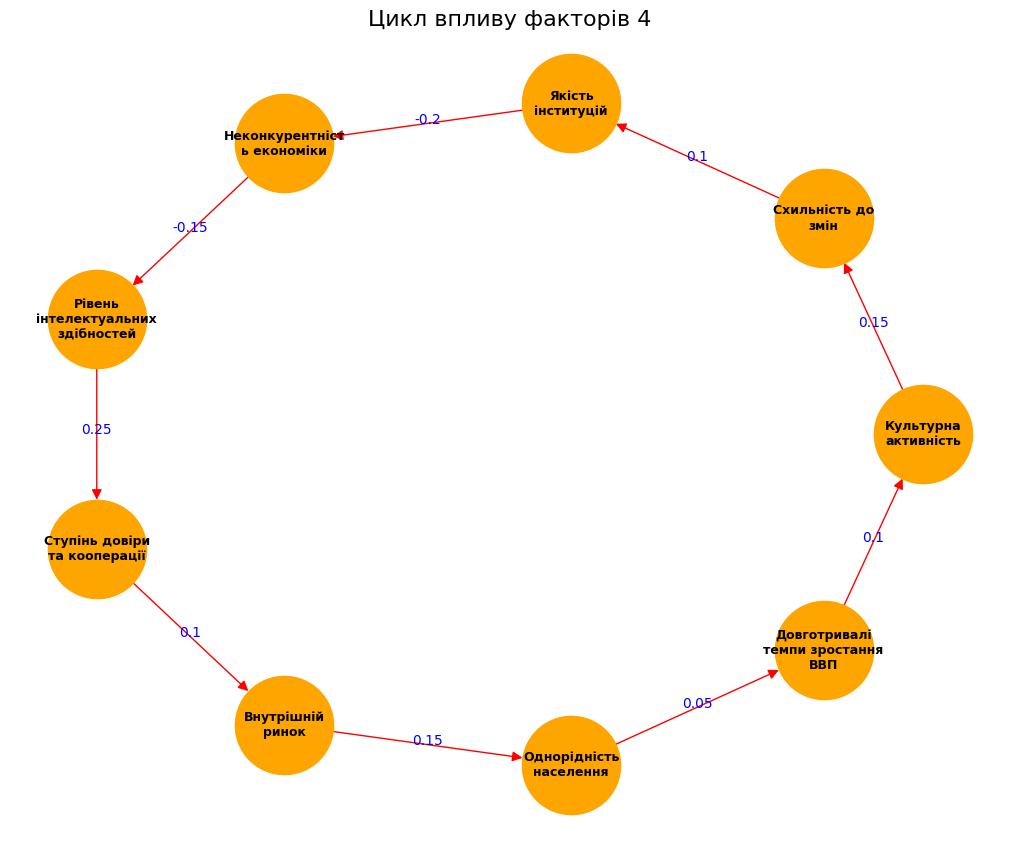 Цикл впливу факторів 4
Якість
інституцій
-0.2
Неконкурентніст
ь економіки
0.1
Схильність до
змін
-0.15
Рівень
інтелектуальних
здібностей
0.15
0.25
Культурна
активність
0.1
Ступінь довіри
та кооперації
0.1
Довготривалі
темпи зростання
ВВП
0.05
Внутрішній
ринок
0.15
Однорідність
населення